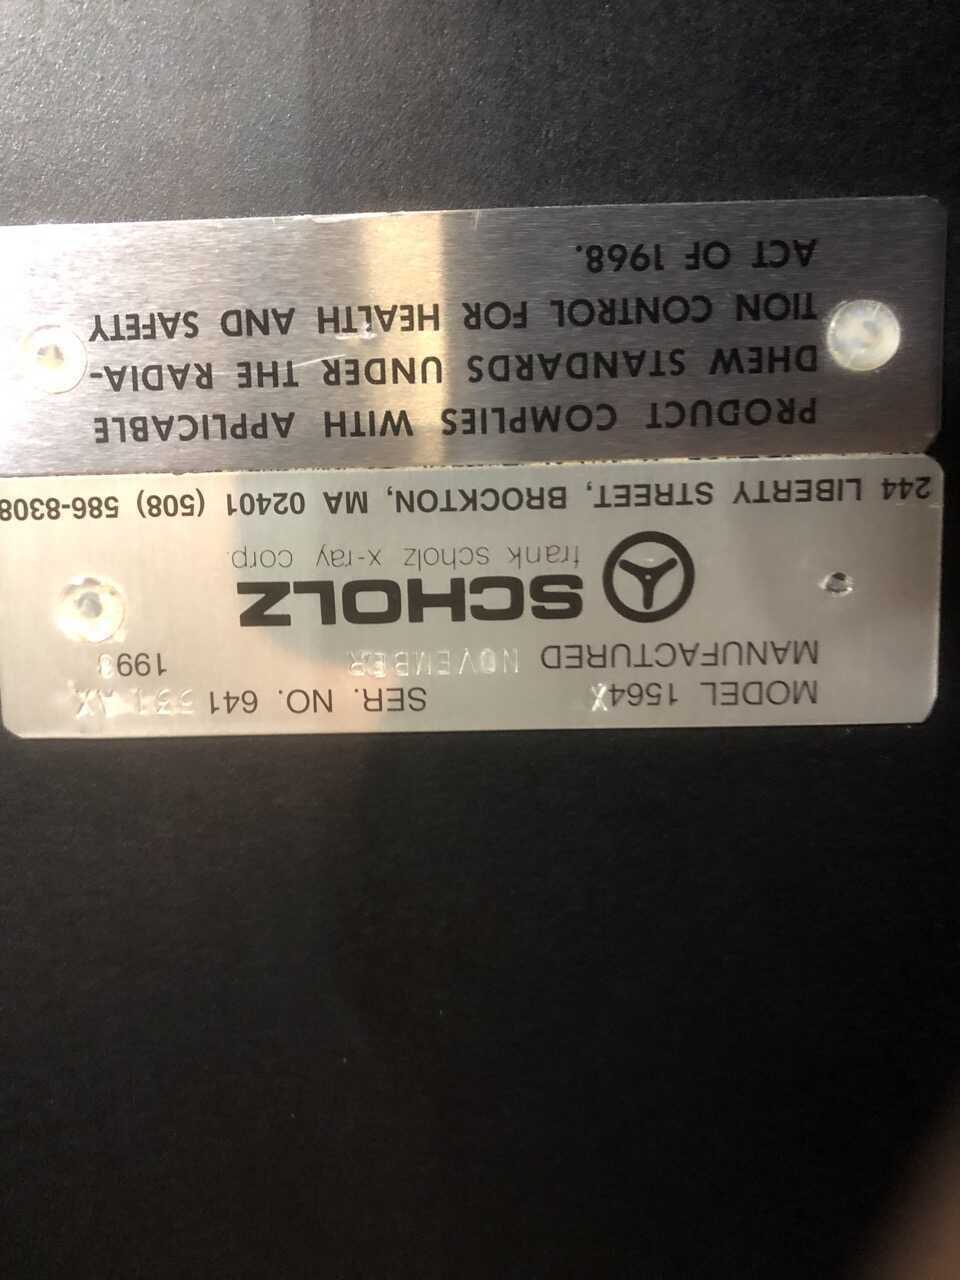 MODEL 1564X SER. NO. 641
MANUFACTURED NOVEMBER 1993
SCHOLZ
frank scholz x-ray corp.
244 LIBERTY STREET, BROCKTON, MA 02401 (508) 586-8308
PRODUCT COMPLIES WITH APPLICABLE
DHEW STANDARDS UNDER THE RADIA-
TION CONTROL FOR HEALTH AND SAFETY
ACT OF 1968.